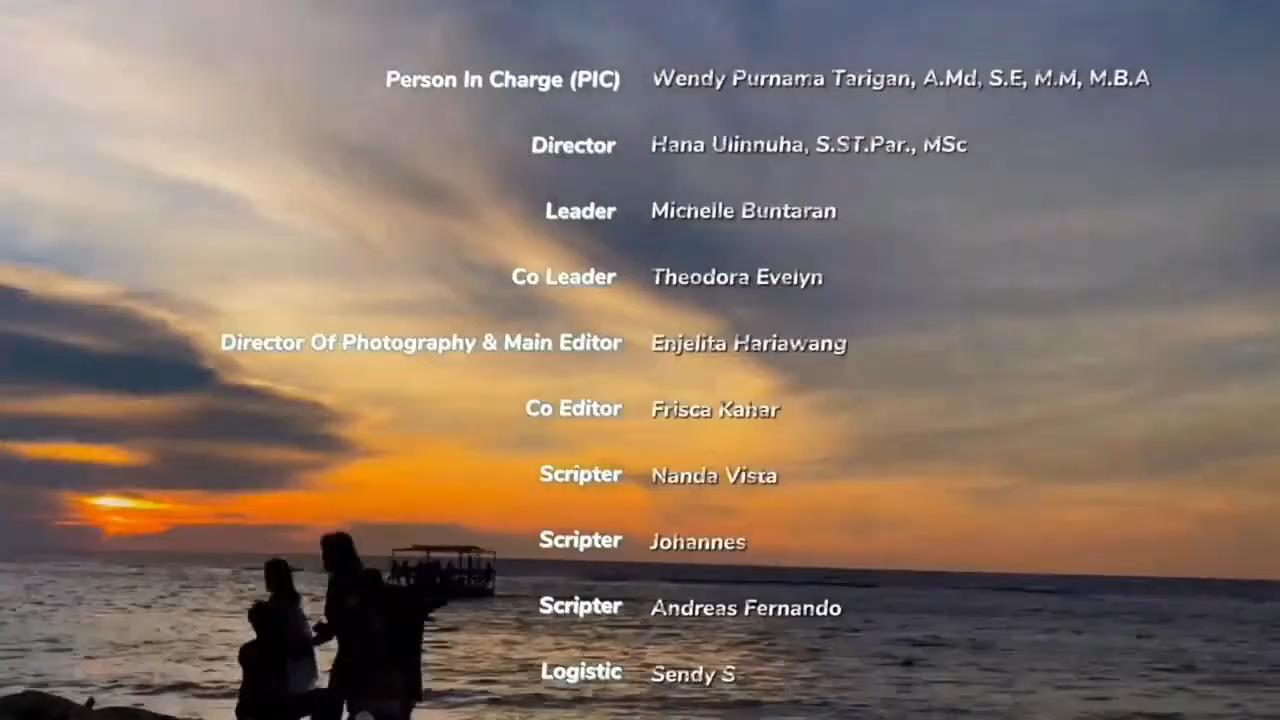 Person In Charge (PIC) Wendy Purnama Tarigan, A.Md, S.E, M.M, M.B.A
Director Hana Ulinnuha, S.ST.Par., MSc
Leader Michelle Buntaran
Co Leader Theodora Evelyn
Director Of Photography & Main Editor Enjelita Hariawang
Co Editor Frisca Kahar
Scripter Nanda Vista
Scripter Johannes
Scripter Andreas Fernando
Logistic Sendy S